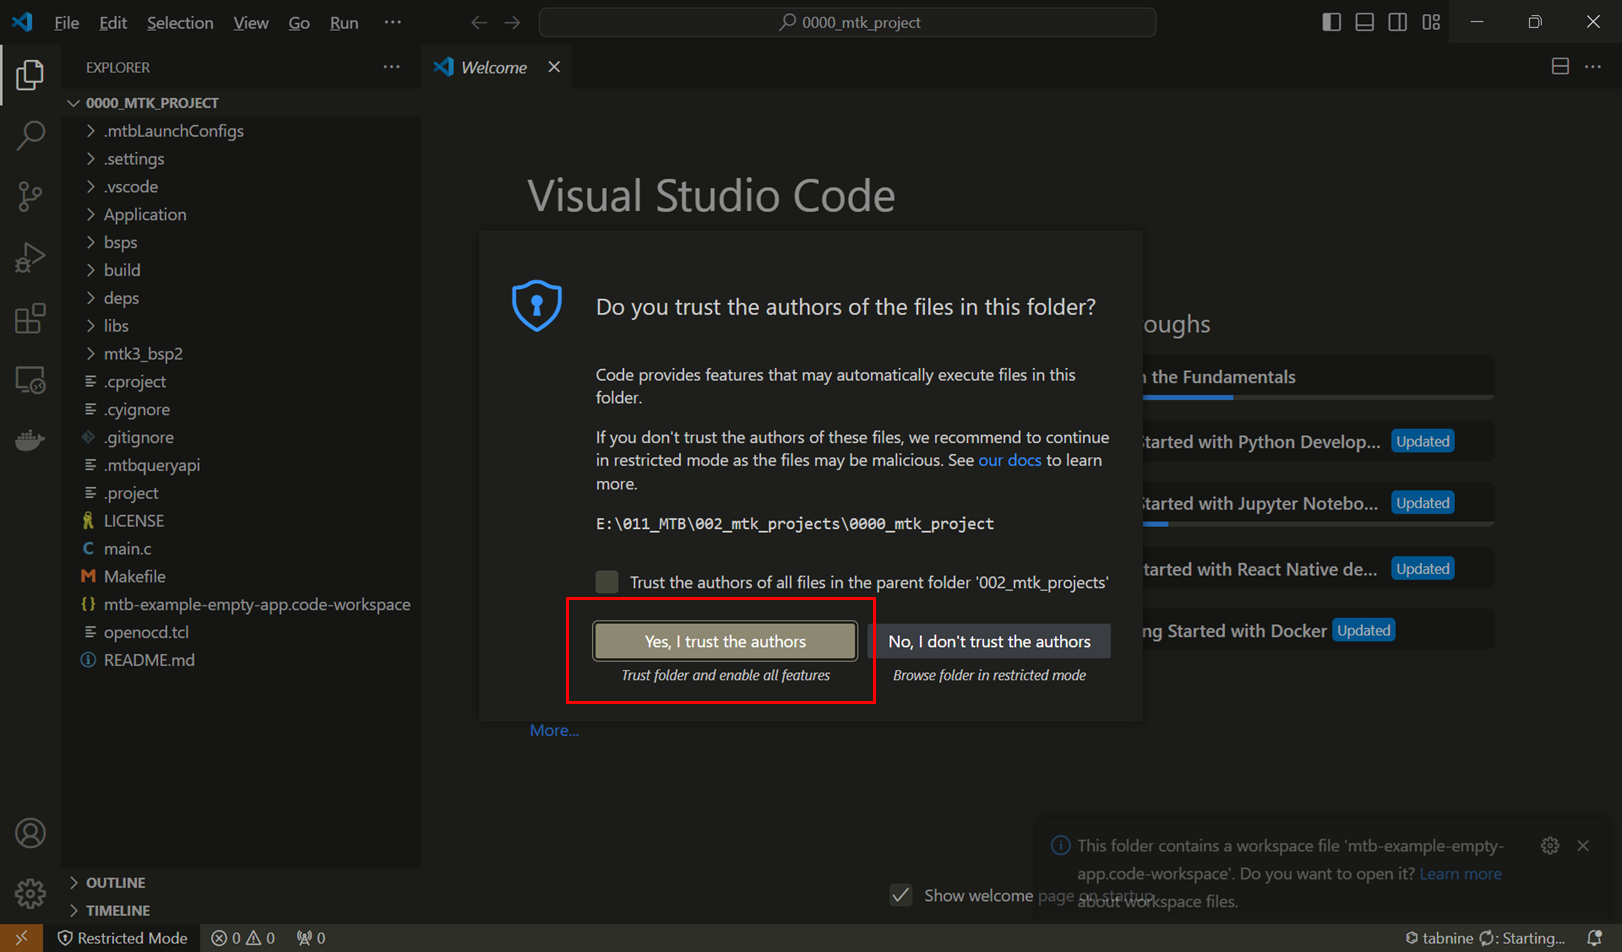 File Edit Selection View Go Run ···
0000_mtk_project
EXPLORER
Welcome
0000_MTK_PROJECT
.mtbLaunchConfigs
.settings
.vscode
Application
bsps
build
deps
libs
mtk3_bsp2
.cproject
.cyignore
.gitignore
.mtbqueryapi
.project
LICENSE
main.c
Makefile
mtb-example-empty-app.code-workspace
openocd.tcl
README.md
OUTLINE
TIMELINE
Visual Studio Code
Do you trust the authors of the files in this folder?
Code provides features that may automatically execute files in this
folder.
If you don't trust the authors of these files, we recommend to continue
in restricted mode as the files may be malicious. See our docs to learn
more.
E:\011_MTB\002_mtk_projects\0000_mtk_project
Trust the authors of all files in the parent folder '002_mtk_projects'
Yes, I trust the authors
No, I don't trust the authors
Trust folder and enable all features
Browse folder in restricted mode
More...
oughs
the Fundamentals
Started with Python Develop... Updated
Started with Jupyter Notebo... Updated
tarted with React Native de... Updated
ng Started with Docker Updated
Show welcome page on startup
This folder contains a workspace file 'mtb-example-empty-
app.code-workspace'. Do you want to open it? Learn more
about workspace files.
Restricted Mode
0
0
0
tabnine
: Starting...